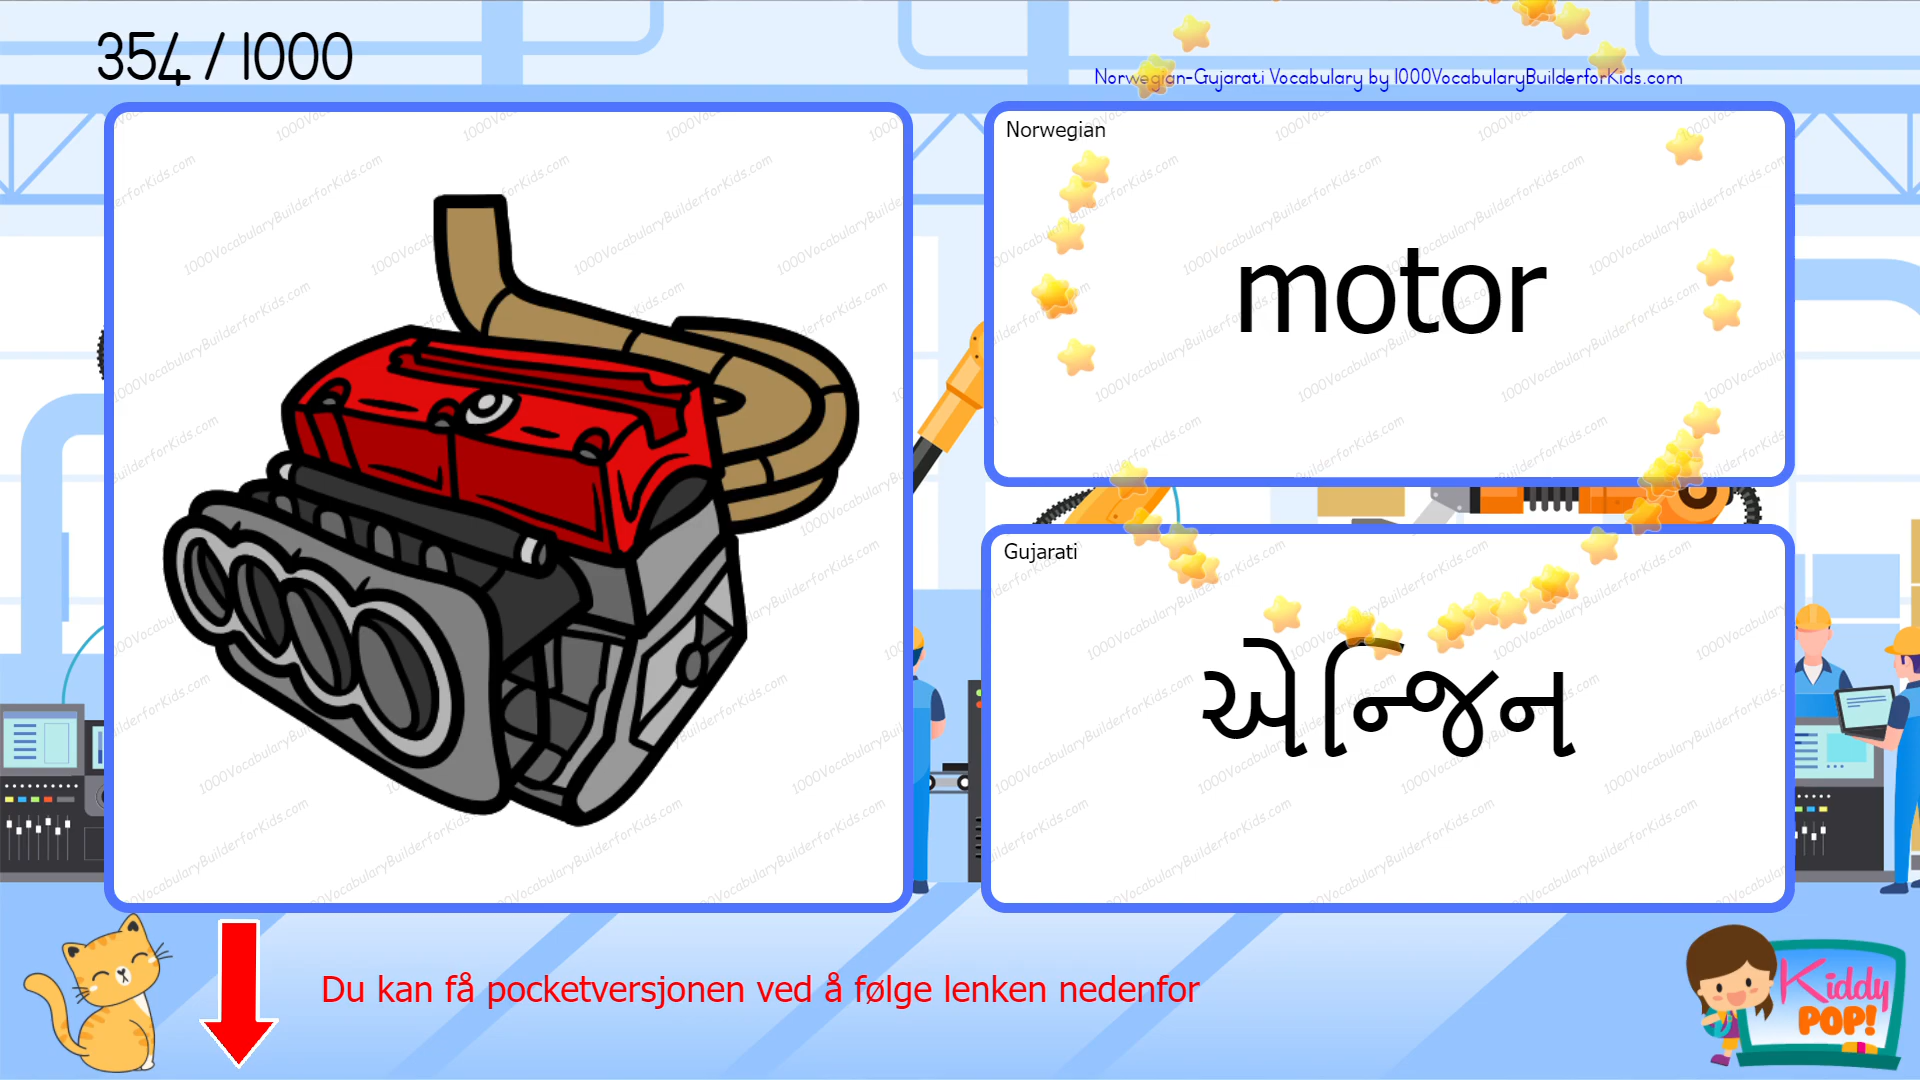 354 / 1000
Norwegian-Gujarati Vocabulary by 1000VocabularyBuilderforKids.com
Norwegian
motor
Gujarati
એન્જિન
Du kan få pocketversjonen ved å følge lenken nedenfor
Kiddy
POP!